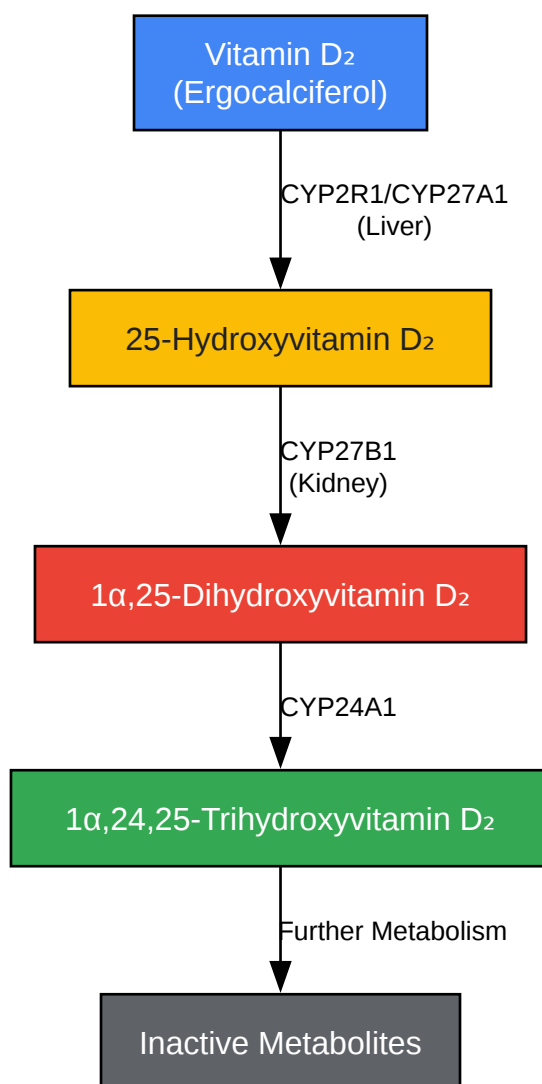 Vitamin D₂
(Ergocalciferol)
CYP2R1/CYP27A1
(Liver)
25-Hydroxyvitamin D₂
CYP27B1
(Kidney)
1α,25-Dihydroxyvitamin D₂
CYP24A1
1α,24,25-Trihydroxyvitamin D₂
Further Metabolism
Inactive Metabolites